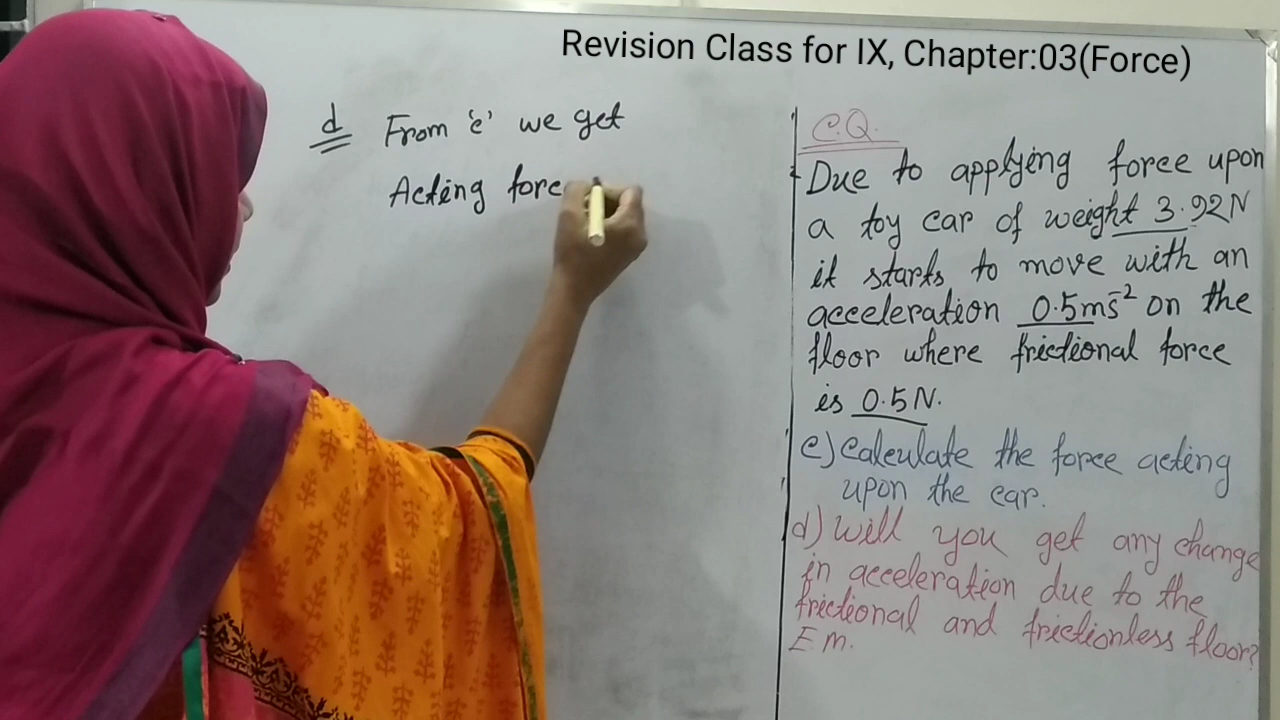 Revision Class for IX, Chapter:03(Force)
d From 'c' we get
Acting force
C.Q.
Due to applying force upon
a toy car of weight 3.92N
it starts to move with an
acceleration 0.5ms⁻² on the
floor where frictional force
is 0.5N.
c) Calculate the force acting
upon the car.
d) Will you get any change
in acceleration due to the
frictional and frictionless floor?
Em.